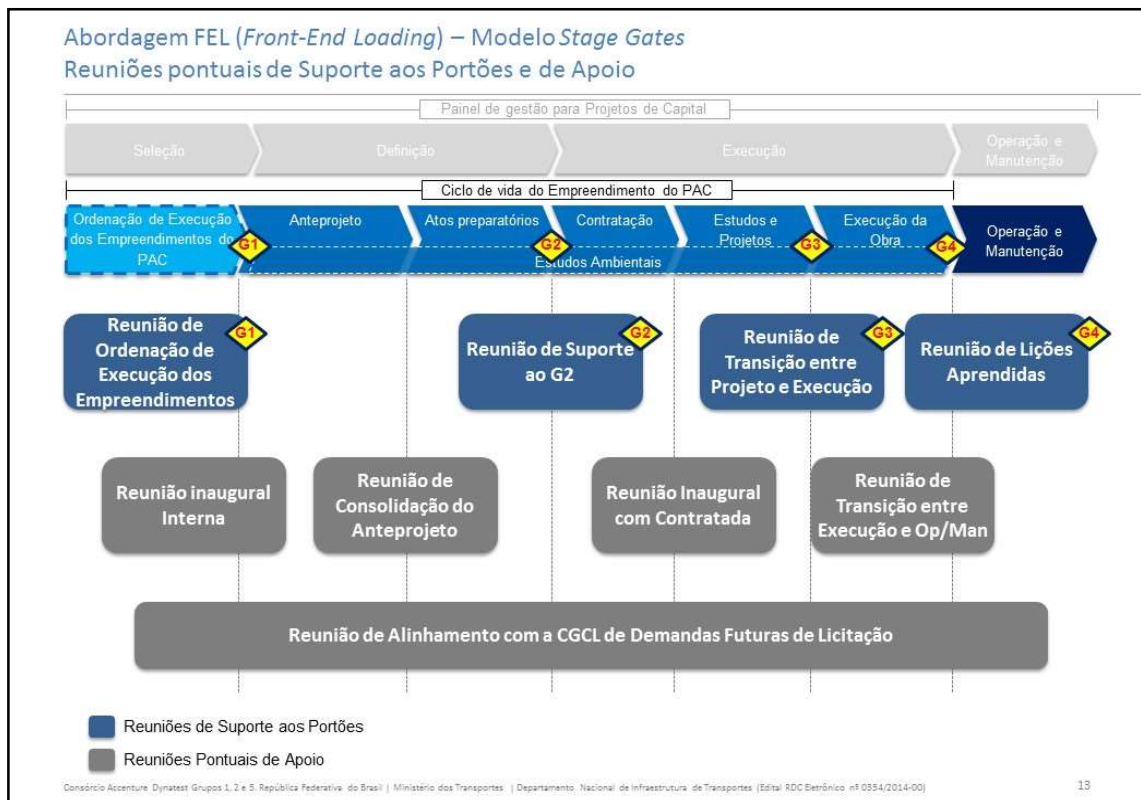 Abordagem FEL (Front-End Loading) – Modelo Stage Gates
Reuniões pontuais de Suporte aos Portões e de Apoio
Painel de gestão para Projetos de Capital
Seleção
Definição
Execução
Operação e
Manutenção
Ciclo de vida do Empreendimento do PAC
Ordenação de Execução
dos Empreendimentos do
PAC
G1
Anteprojeto
Atos preparatórios
G2
Contratação
Estudos e
Projetos
G3
Execução da
Obra
G4
Estudos Ambientais
Operação e
Manutenção
Reunião de
Ordenação de
Execução dos
Empreendimentos
G1
Reunião de Suporte
ao G2
G2
Reunião de
Transição entre
Projeto e Execução
G3
Reunião de Lições
Aprendidas
G4
Reunião inaugural
Interna
Reunião de
Consolidação do
Anteprojeto
Reunião Inaugural
com Contratada
Reunião de
Transição entre
Execução e Op/Man
Reunião de Alinhamento com a CGCL de Demandas Futuras de Licitação
Reuniões de Suporte aos Portões
Reuniões Pontuais de Apoio
Consórcio Accenture Dynatest Grupos 1, 2 e 5. República Federativa do Brasil | Ministério dos Transportes | Departamento Nacional de Infraestrutura de Transportes (Edital RDC Eletrônico nº 0554/2014-00)
13